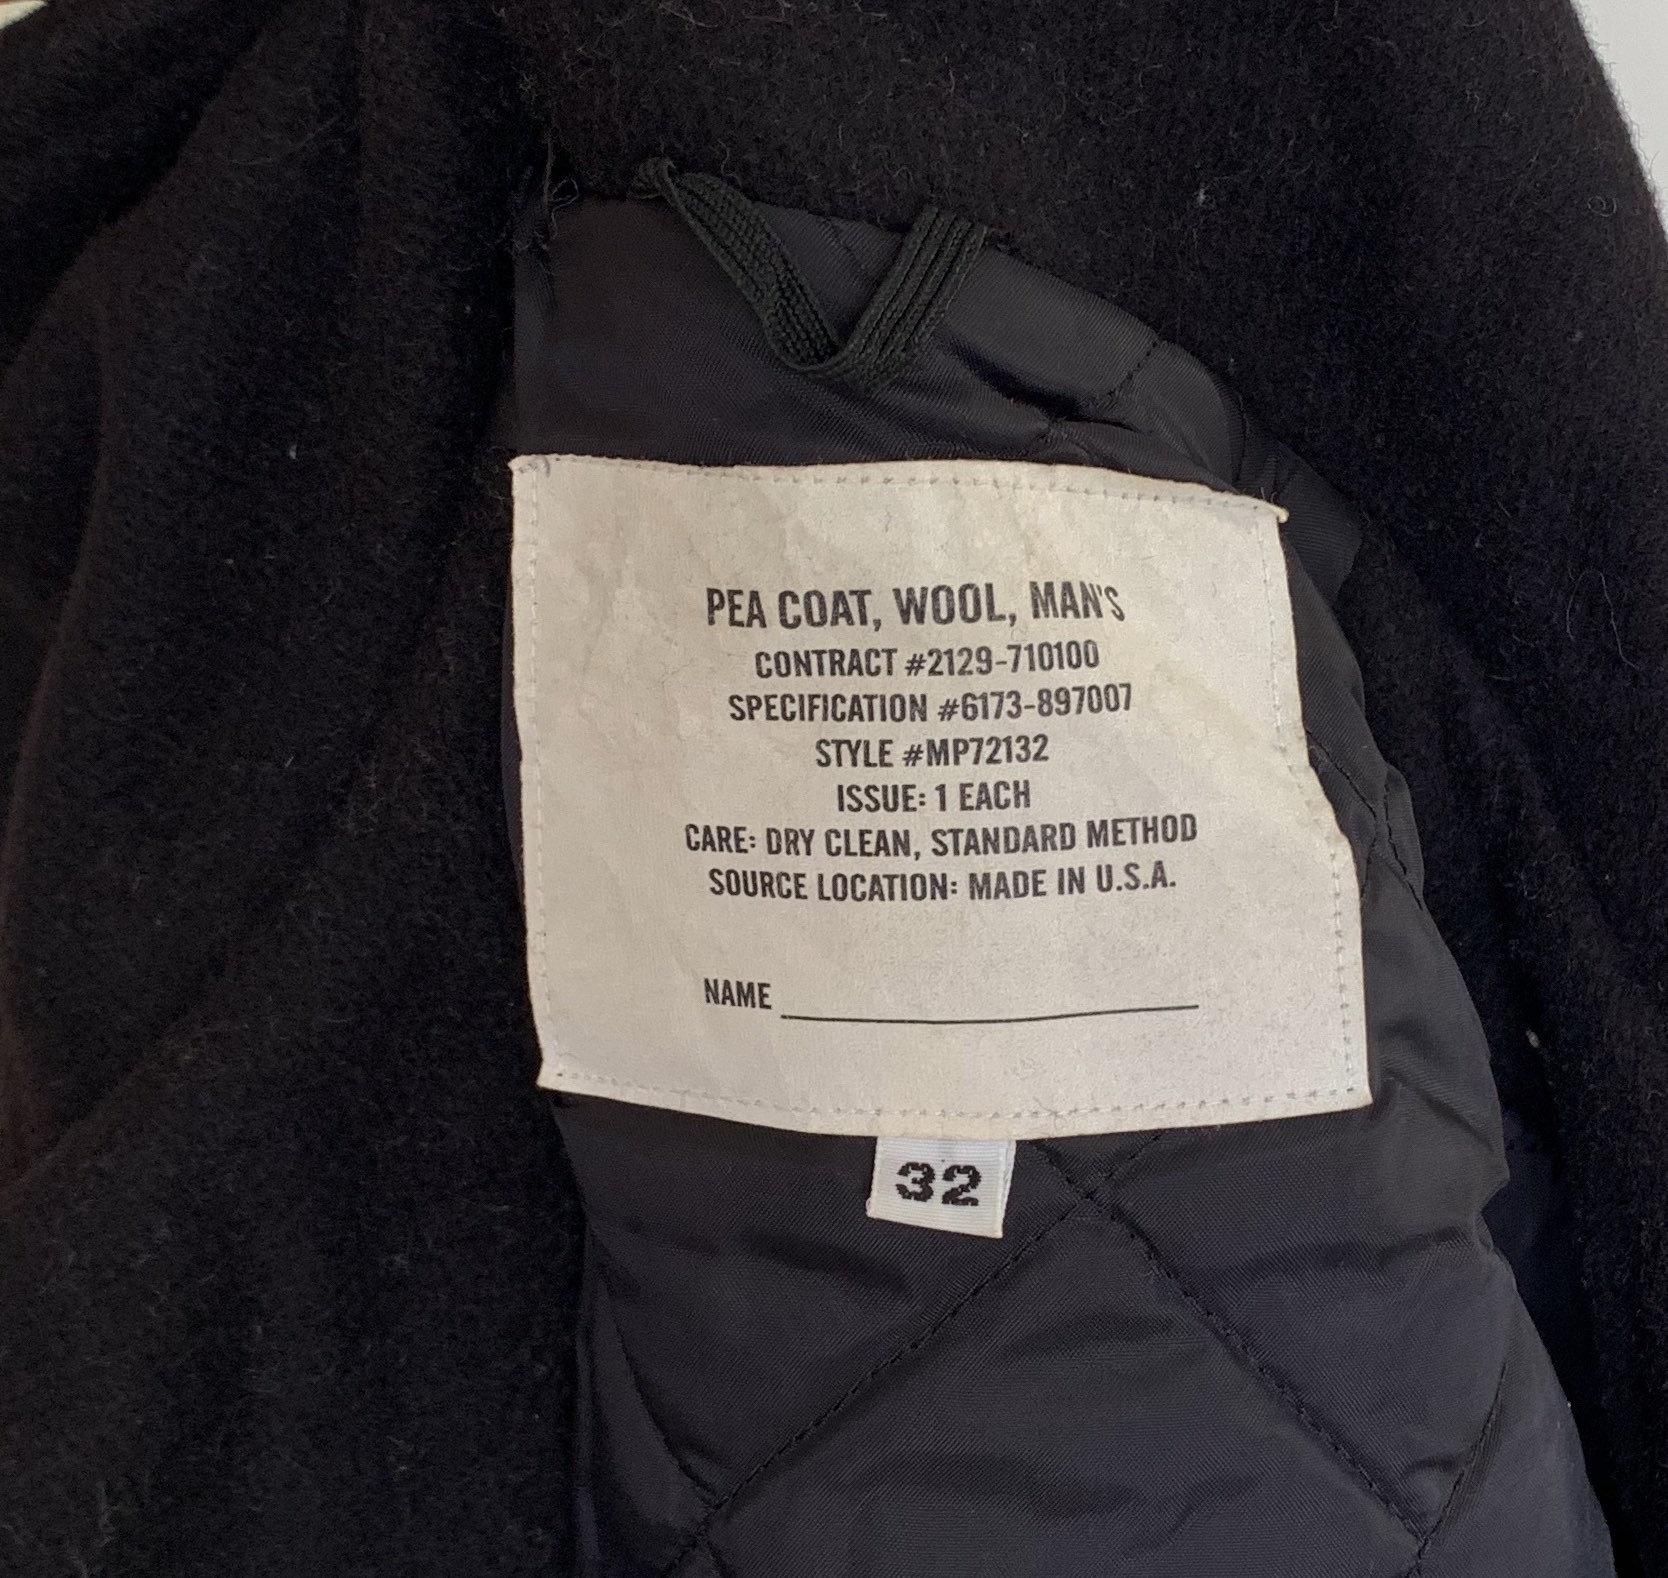 PEA COAT, WOOL, MAN'S
CONTRACT #2129-710100
SPECIFICATION #6173-897007
STYLE #MP72132
ISSUE: 1 EACH
CARE: DRY CLEAN, STANDARD METHOD
SOURCE LOCATION: MADE IN U.S.A.
NAME
32